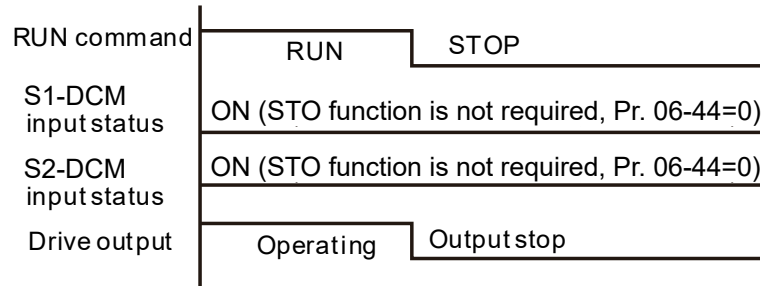 RUN command RUN STOP
S1-DCM
input status
ON (STO function is not required, Pr. 06-44=0)
S2-DCM
input status
ON (STO function is not required, Pr. 06-44=0)
Drive output Operating Output stop